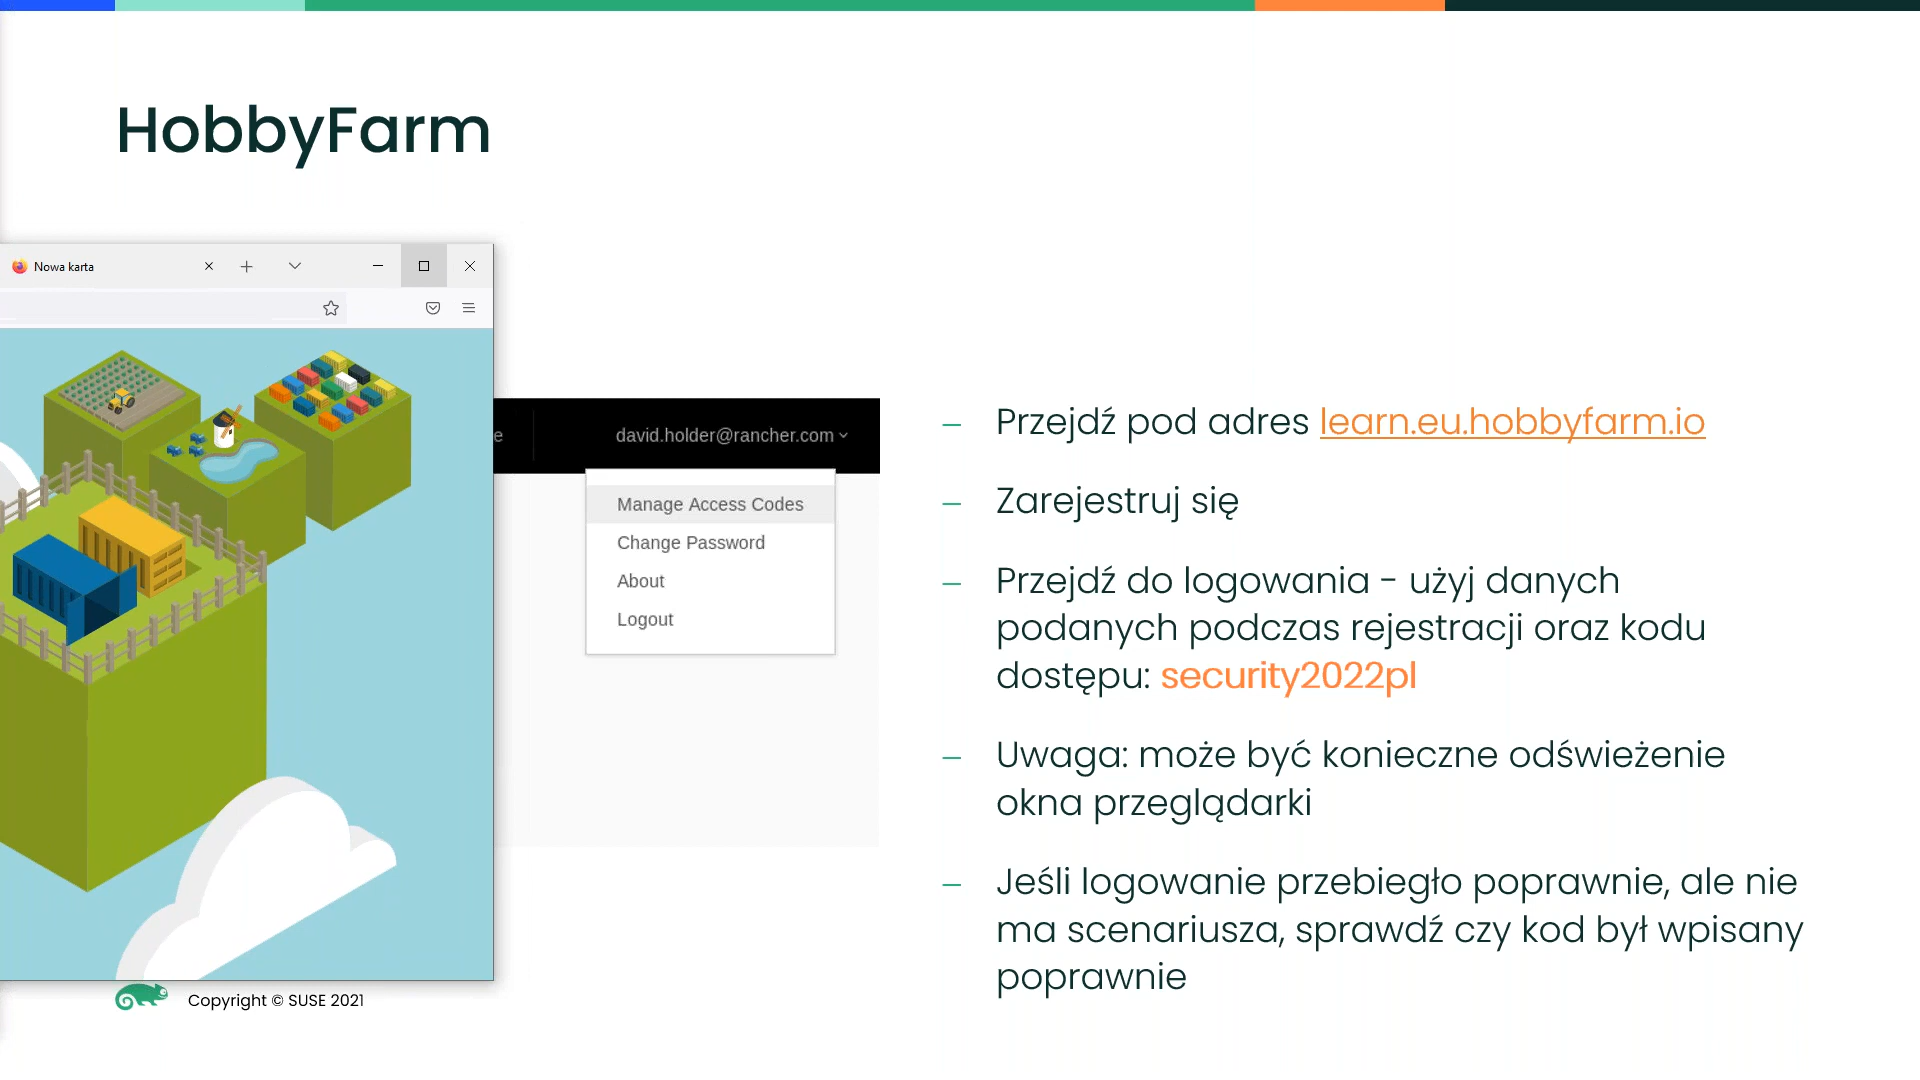 HobbyFarm
Nowa karta
e
david.holder@rancher.com
Manage Access Codes
Change Password
About
Logout
– Przejdź pod adres learn.eu.hobbyfarm.io
– Zarejestruj się
– Przejdź do logowania - użyj danych
podanych podczas rejestracji oraz kodu
dostępu: security2022pl
– Uwaga: może być konieczne odświeżenie
okna przeglądarki
– Jeśli logowanie przebiegło poprawnie, ale nie
ma scenariusza, sprawdź czy kod był wpisany
poprawnie
Copyright © SUSE 2021